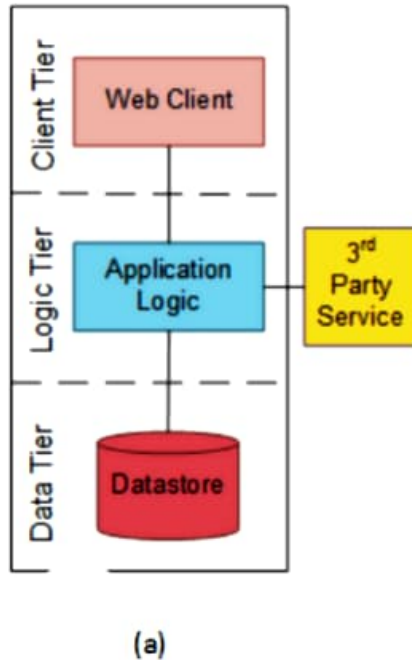 Client Tier
Web Client
Logic Tier
Application
Logic
3rd
Party
Service
Data Tier
Datastore
(a)